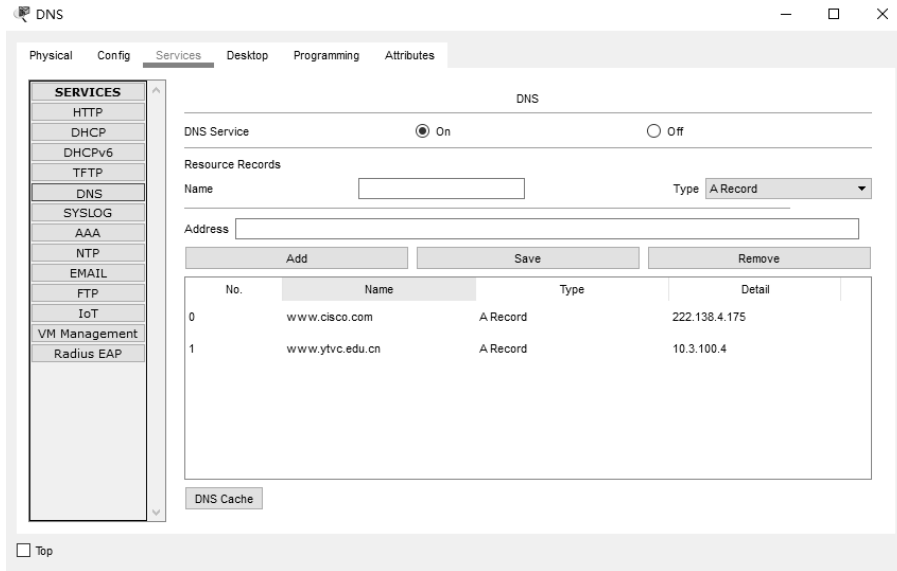 DNS
Physical Config Services Desktop Programming Attributes
SERVICES
HTTP
DHCP
DHCPv6
TFTP
DNS
SYSLOG
AAA
NTP
EMAIL
FTP
IoT
VM Management
Radius EAP
DNS
DNS Service On Off
Resource Records
Name Type A Record
Address
Add Save Remove
No. Name Type Detail
0 www.cisco.com A Record 222.138.4.175
1 www.ytvc.edu.cn A Record 10.3.100.4
DNS Cache
Top